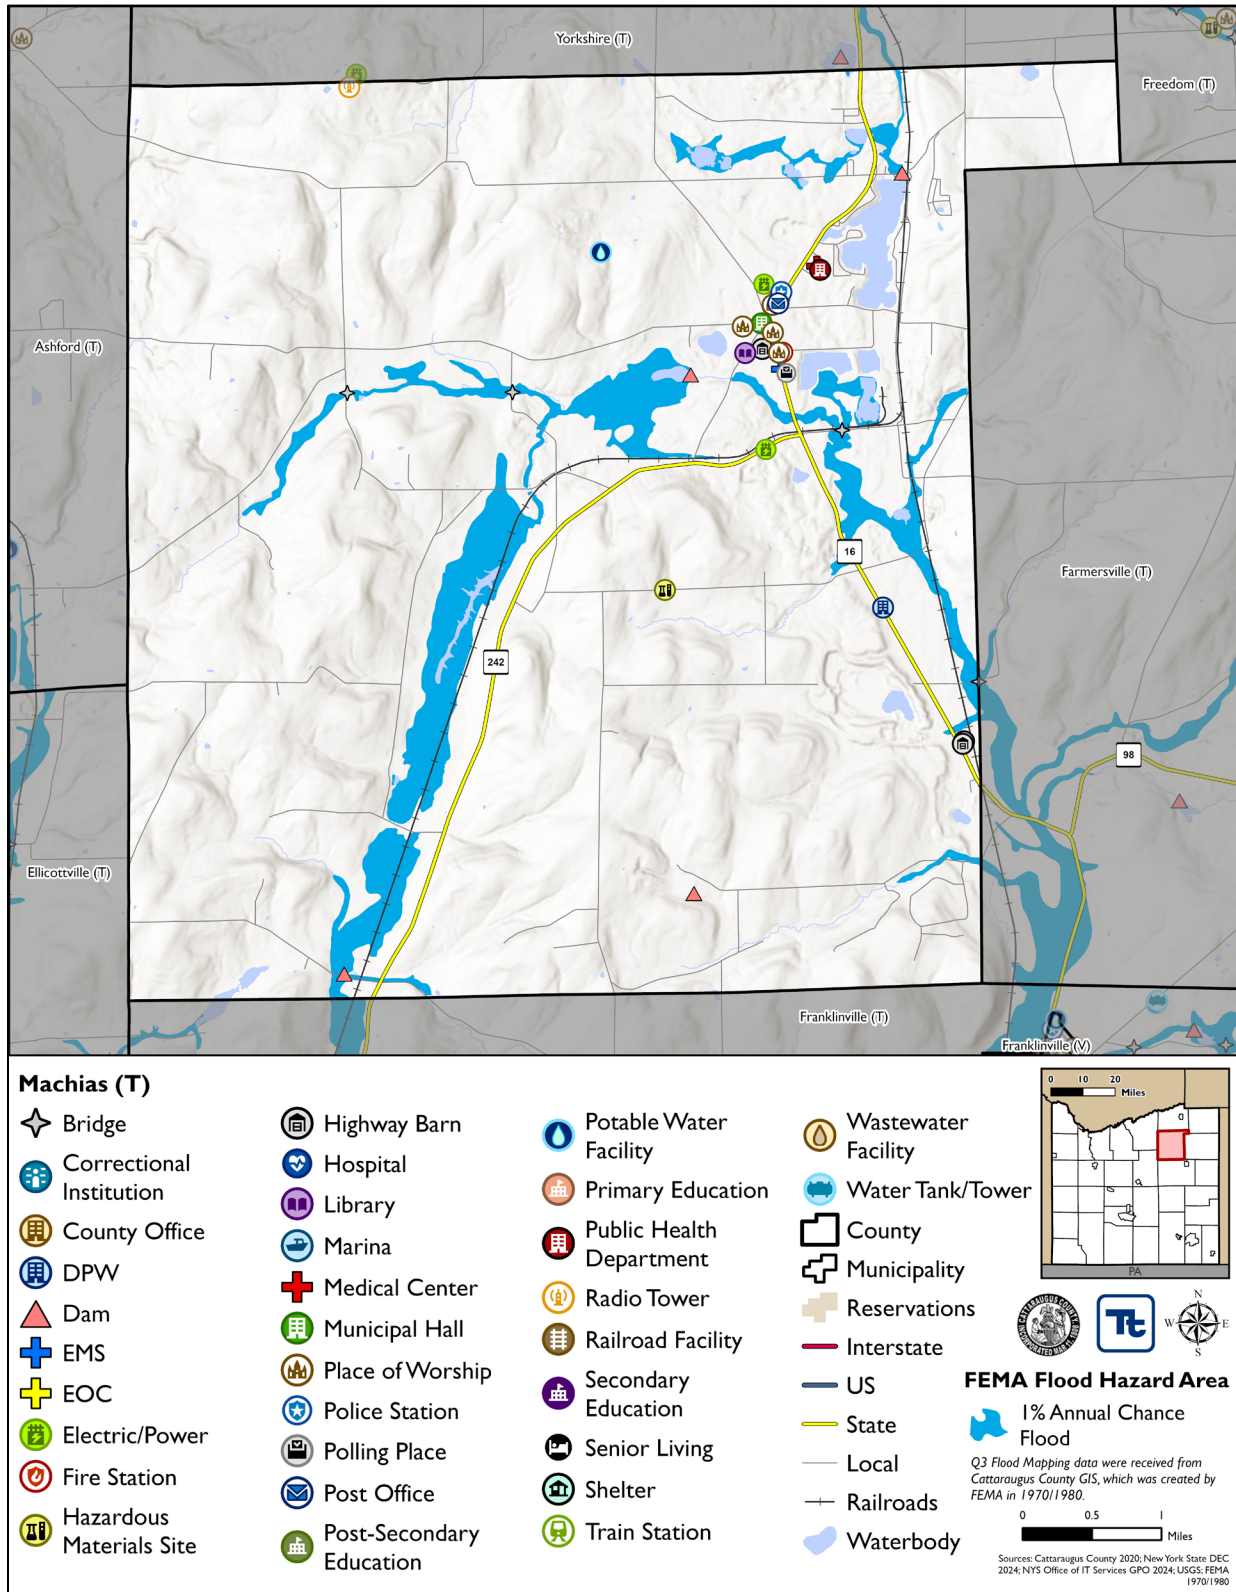 Yorkshire (T)
Freedom (T)
Ashford (T)
Farmersville (T)
16
242
98
Ellicottville (T)
Franklinville (T)
Franklinville (V)
Machias (T)
Bridge
Correctional
Institution
County Office
DPW
Dam
EMS
EOC
Electric/Power
Fire Station
Hazardous
Materials Site
Highway Barn
Hospital
Library
Marina
Medical Center
Municipal Hall
Place of Worship
Police Station
Polling Place
Post Office
Post-Secondary
Education
Potable Water
Facility
Primary Education
Public Health
Department
Radio Tower
Railroad Facility
Secondary
Education
Senior Living
Shelter
Train Station
Wastewater
Facility
Water Tank/Tower
County
Municipality
Reservations
Interstate
US
State
Local
Railroads
Waterbody
0 10 20
Miles
PA
CATTARAUGUS COUNTY
INCORPORATED MAR. 11, 1808
Tt
N
W E
S
FEMA Flood Hazard Area
1% Annual Chance
Flood
Q3 Flood Mapping data were received from
Cattaraugus County GIS, which was created by
FEMA in 1970/1980.
0 0.5 1
Miles
Sources: Cattaraugus County 2020; New York State DEC
2024; NYS Office of IT Services GPO 2024; USGS; FEMA
1970/1980